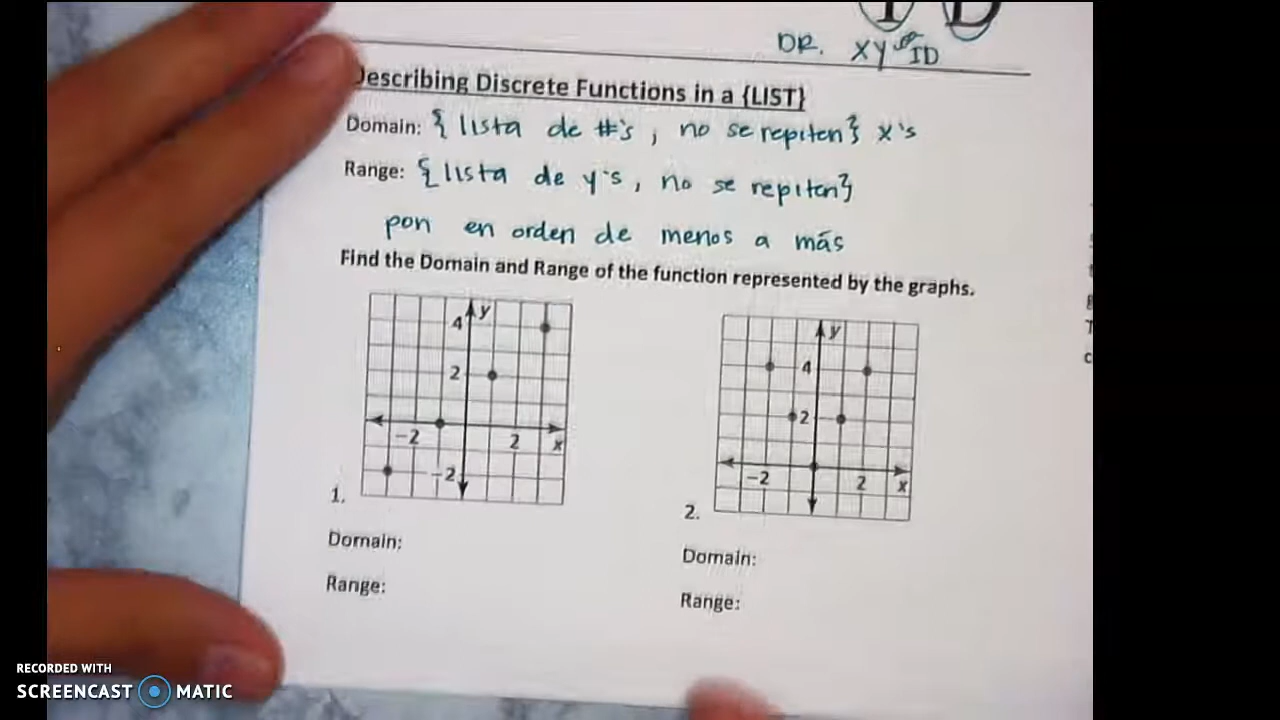 DR. XY ID
Describing Discrete Functions in a {LIST}
Domain: { lista de #'s, no se repiten} x's
Range: { lista de y's, no se repiten}
pon en orden de menos a más
Find the Domain and Range of the function represented by the graphs.
y
4
2
-2
2
x
-2
1.
Domain:
Range:
y
4
2
-2
2
x
2.
Domain:
Range:
RECORDED WITH
SCREENCAST MATIC